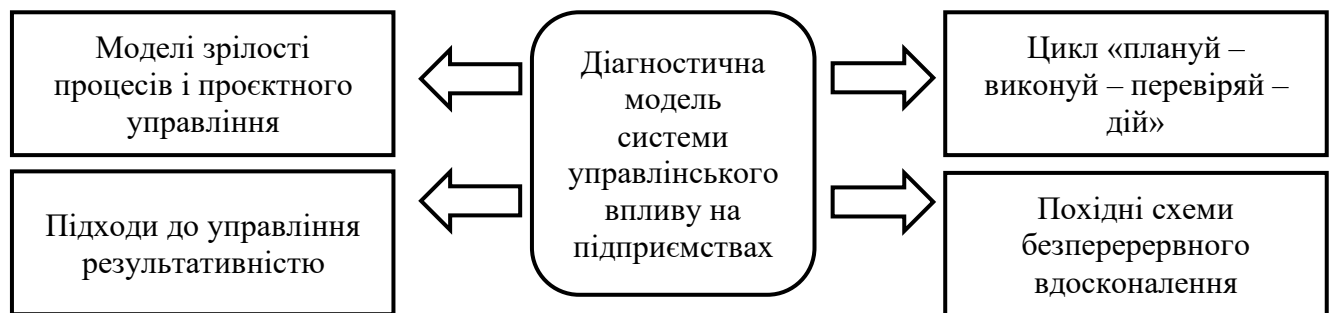 Моделі зрілості
процесів і проєктного
управління
Підходи до управління
результативністю
Діагностична
модель
системи
управлінського
впливу на
підприємствах
Цикл «плануй –
виконуй – перевіряй –
дій»
Похідні схеми
безперерервного
вдосконалення